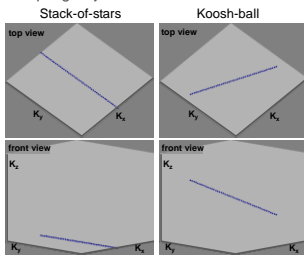 Stack-of-stars Koosh-ball
top view top view
Ky Kx Ky Kx
front view front view
Kz Kz
Ky Kx Ky Kx